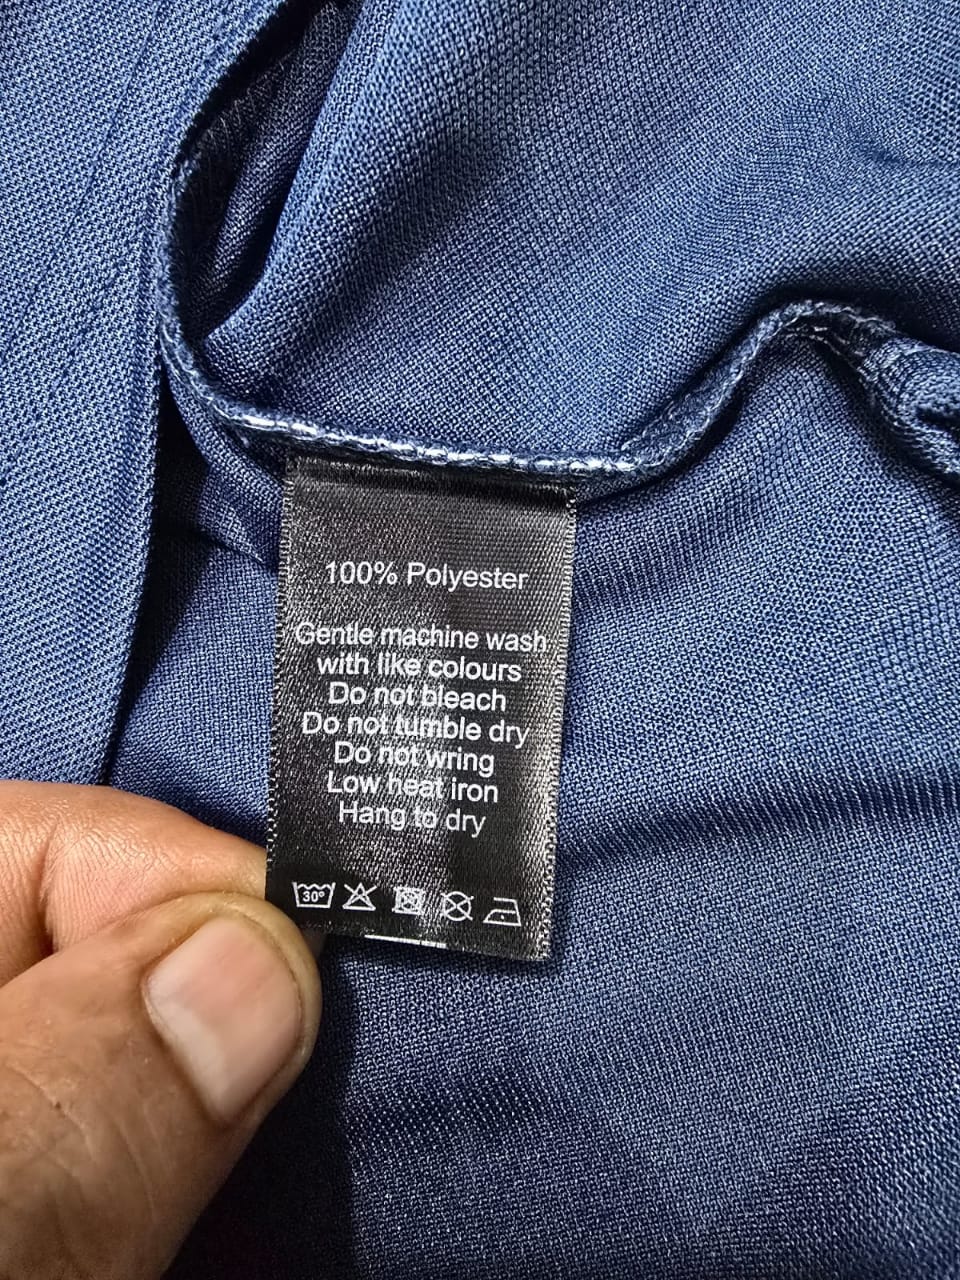 100% Polyester
Gentle machine wash
with like colours
Do not bleach
Do not tumble dry
Do not wring
Low heat iron
Hang to dry
30°